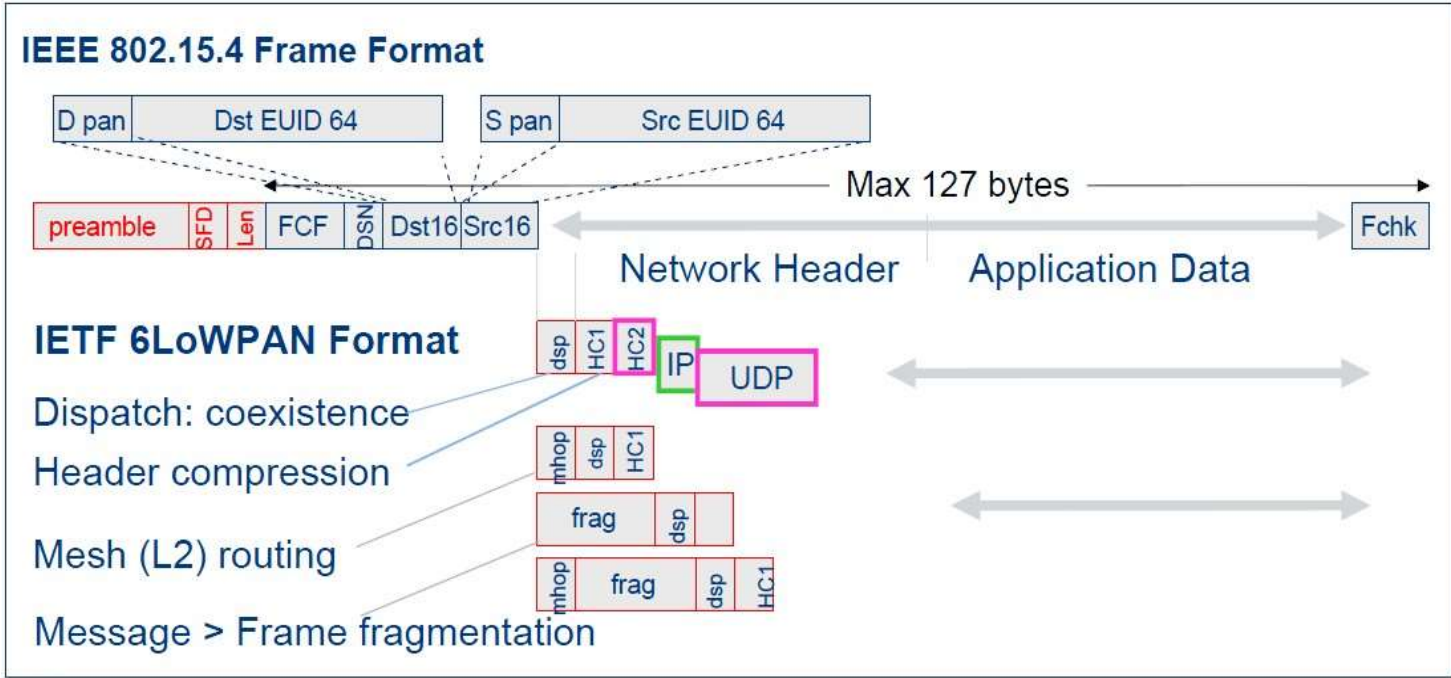 IEEE 802.15.4 Frame Format
D pan Dst EUID 64 S pan Src EUID 64
Max 127 bytes
preamble SFD Len FCF DSN Dst16 Src16 Fchk
Network Header Application Data
IETF 6LoWPAN Format
dsp HC1 HC2 IP UDP
Dispatch: coexistence
Header compression
mhop dsp HC1
Mesh (L2) routing
frag dsp
mhop frag dsp HC1
Message > Frame fragmentation